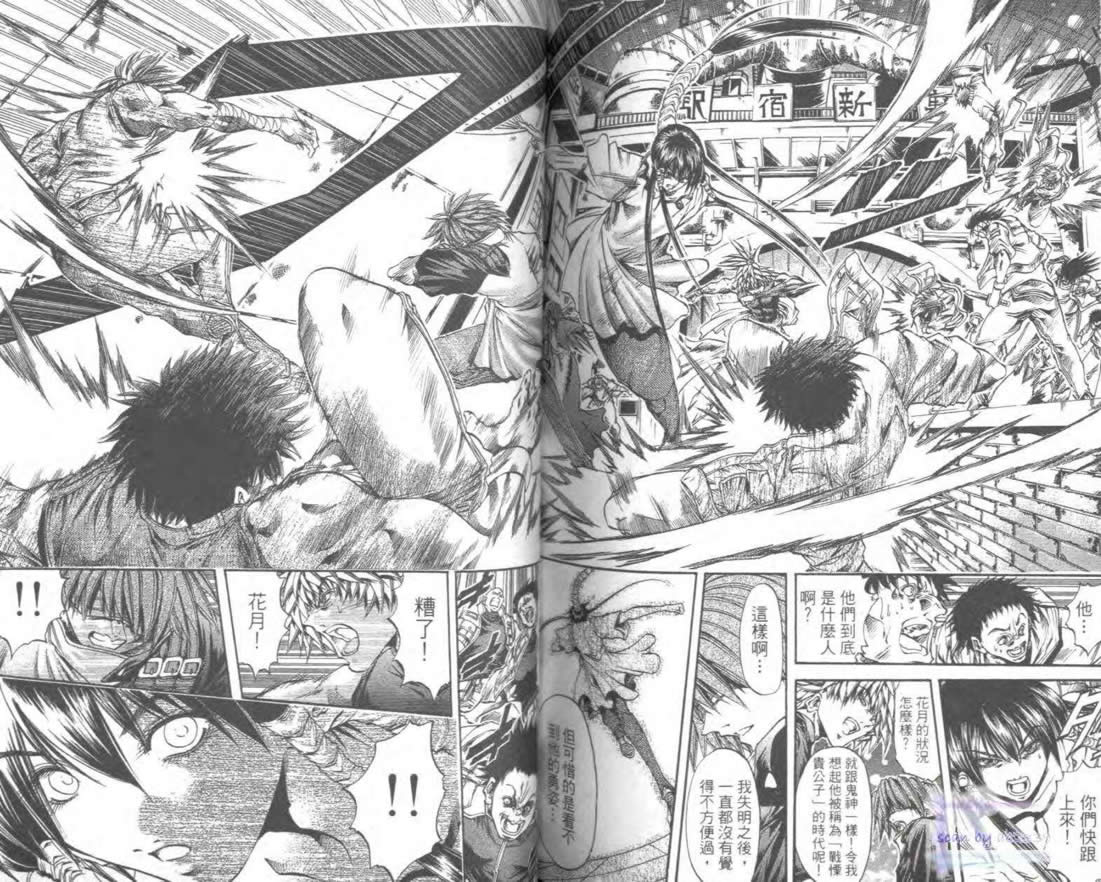 新宿の駅
他…
他們到底
是什麼人
啊？
你們快跟
上來！
花月的狀況
怎麼樣？
就跟鬼神一樣！令我
想起他被稱為「戰慄
貴公子」的時代呢！
這樣啊…
我失明之後，
一直都沒有覺
得不方便過，
但可惜的是看不
到他的勇姿…
糟了！
花月！
!!
!!
scan by